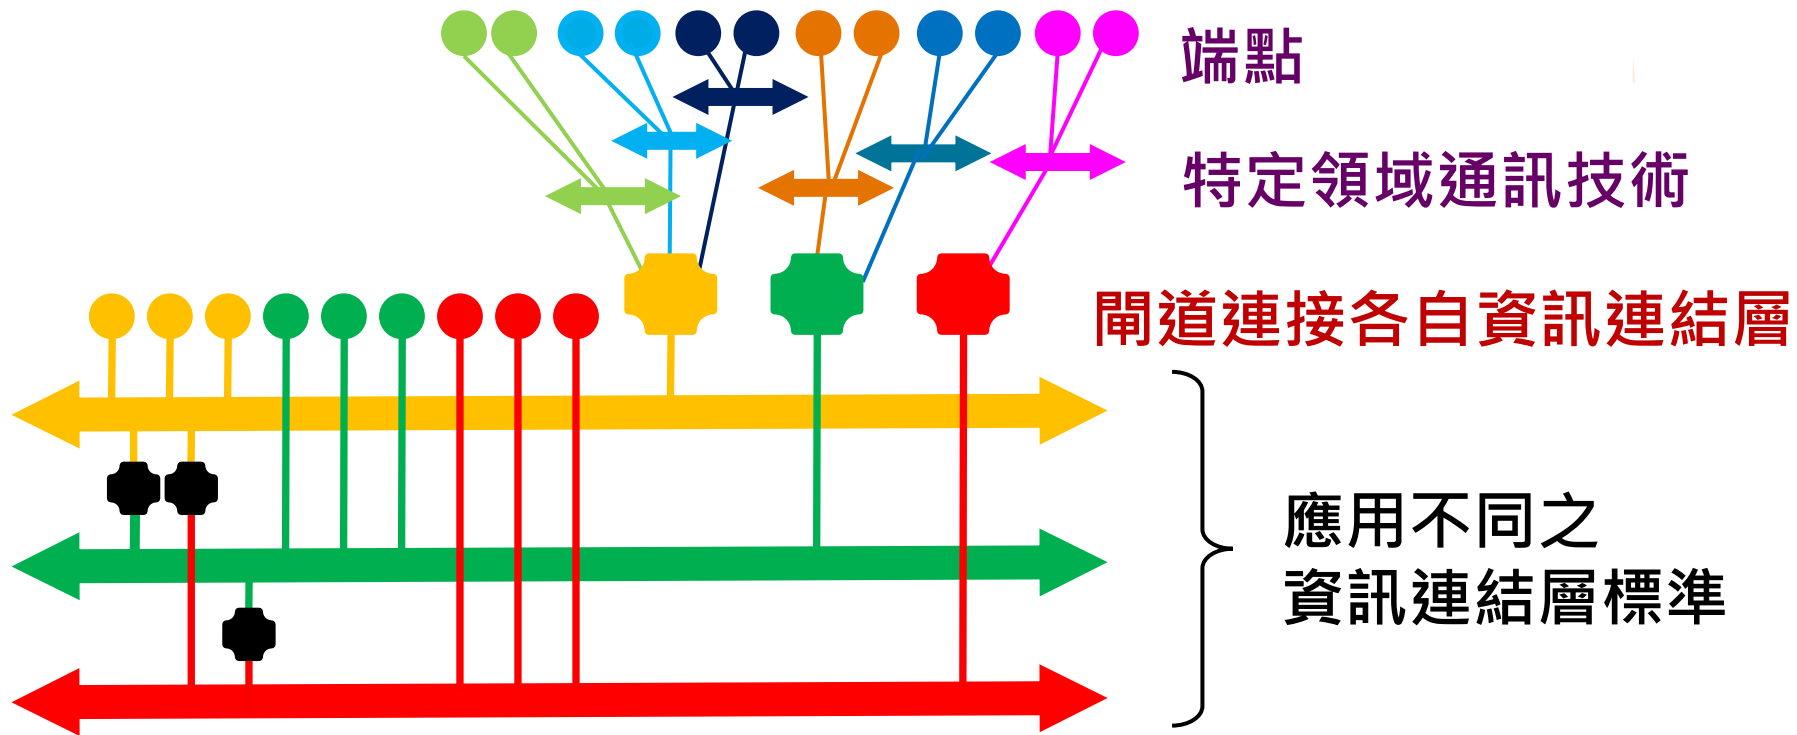 端點
特定領域通訊技術
閘道連接各自資訊連結層
應用不同之
資訊連結層標準